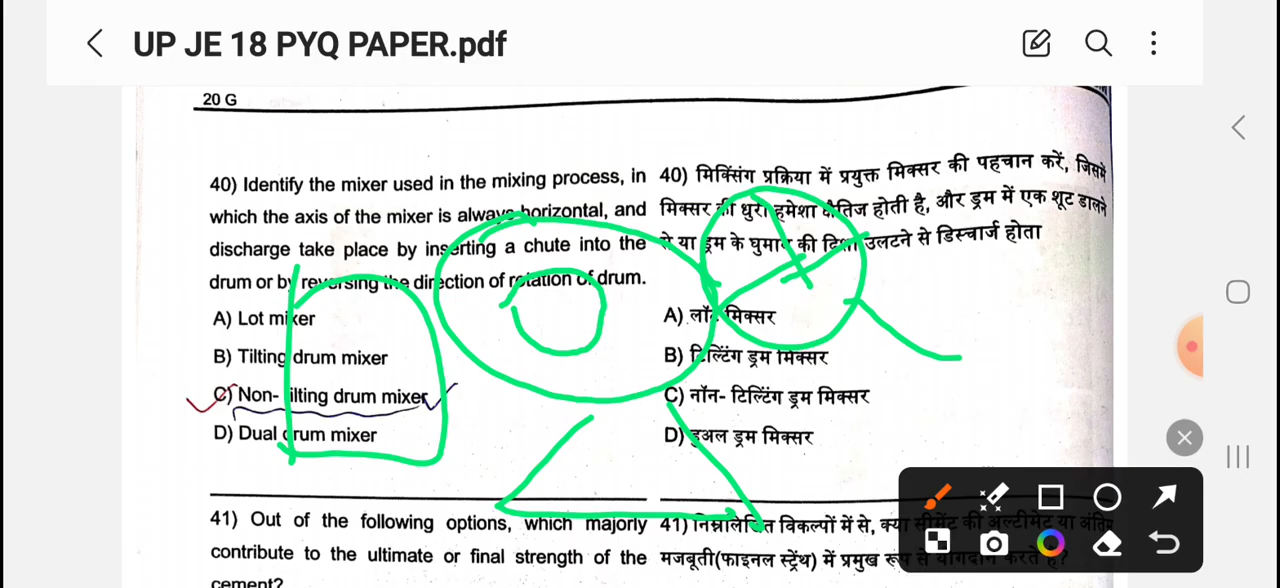 UP JE 18 PYQ PAPER.pdf
20 G
40) Identify the mixer used in the mixing process, in
which the axis of the mixer is always horizontal, and
discharge take place by inserting a chute into the
drum or by reversing the direction of rotation of drum.
A) Lot mixer
B) Tilting drum mixer
C) Non- tilting drum mixer
D) Dual drum mixer
40) मिक्सिंग प्रक्रिया में प्रयुक्त मिक्सर की पहचान करें, जिसमे
मिक्सर की धुरी हमेशा क्षैतिज होती है, और ड्रम में एक शूट डालने
से या ड्रम के घुमाव की दिशा उलटने से डिस्चार्ज होता
A) लॉट मिक्सर
B) टिल्टिंग ड्रम मिक्सर
C) नॉन- टिल्टिंग ड्रम मिक्सर
D) डुअल ड्रम मिक्सर
41) Out of the following options, which majorly
contribute to the ultimate or final strength of the
cement?
41) निम्नलिखित विकल्पों में से, क्या सीमेंट की अल्टीमेट या अंतिम
मजबूती(फाइनल स्ट्रेंथ) में प्रमुख रूप से योगदान करते है?